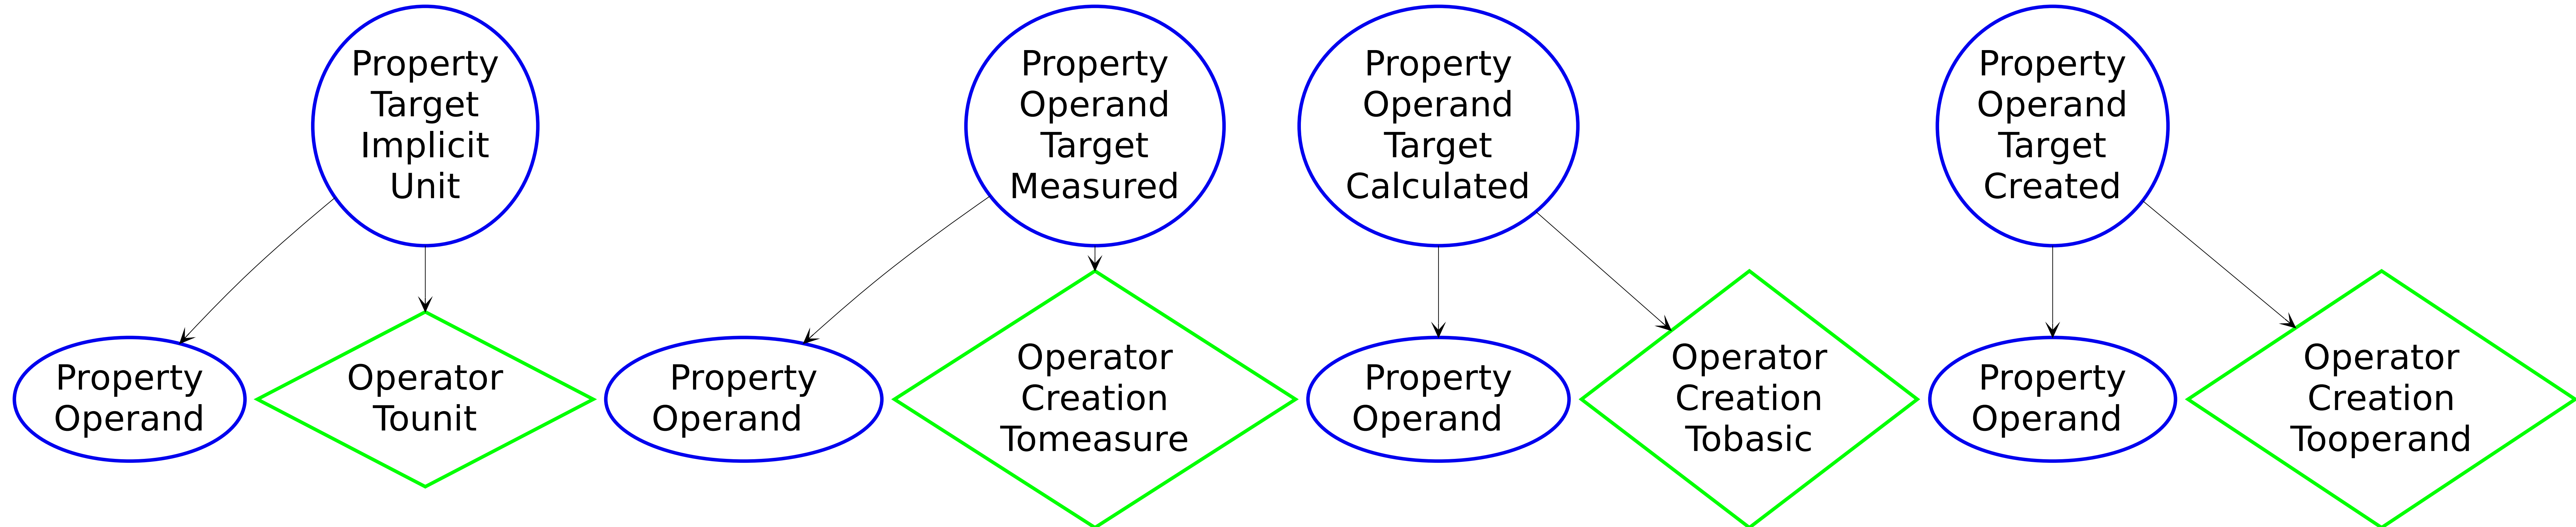 Property
Target
Implicit
Unit
Property
Operand
Target
Measured
Property
Operand
Target
Calculated
Property
Operand
Target
Created
Property
Operand
Operator
Tounit
Property
Operand
Operator
Creation
Tomeasure
Property
Operand
Operator
Creation
Tobasic
Property
Operand
Operator
Creation
Tooperand